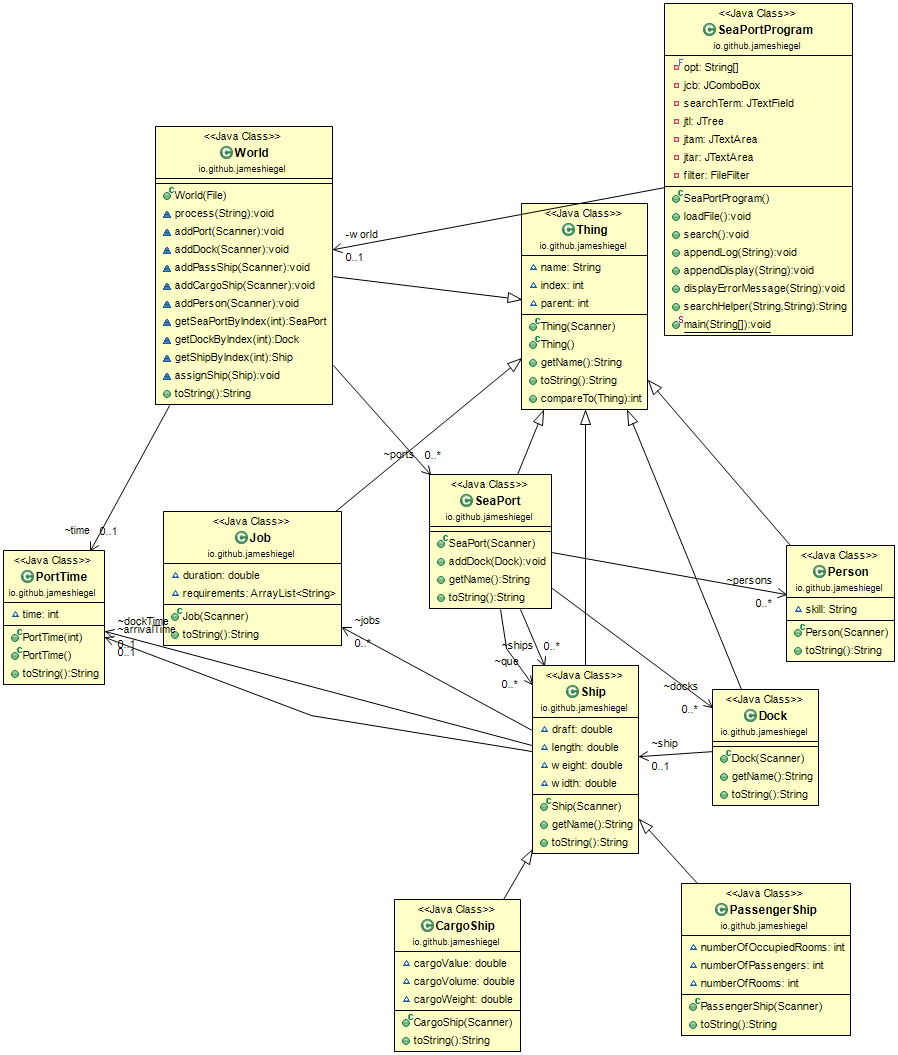 <<Java Class>>
SeaPortProgram
io.github.jameshiegel
opt: String[]
jcb: JComboBox
searchTerm: JTextField
jtl: JTree
jtam: JTextArea
jtar: JTextArea
filter: FileFilter
SeaPortProgram()
loadFile():void
search():void
appendLog(String):void
appendDisplay(String):void
displayErrorMessage(String):void
searchHelper(String,String):String
main(String[]):void
<<Java Class>>
World
io.github.jameshiegel
World(File)
process(String):void
addPort(Scanner):void
addDock(Scanner):void
addPassShip(Scanner):void
addCargoShip(Scanner):void
addPerson(Scanner):void
getSeaPortByIndex(int):SeaPort
getDockByIndex(int):Dock
getShipByIndex(int):Ship
assignShip(Ship):void
toString():String
-world
0..1
<<Java Class>>
Thing
io.github.jameshiegel
name: String
index: int
parent: int
Thing(Scanner)
Thing()
getName():String
toString():String
compareTo(Thing):int
~ports
0..*
<<Java Class>>
SeaPort
io.github.jameshiegel
SeaPort(Scanner)
addDock(Dock):void
getName():String
toString():String
<<Java Class>>
Job
io.github.jameshiegel
duration: double
requirements: ArrayList<String>
Job(Scanner)
toString():String
~time
0..1
<<Java Class>>
PortTime
io.github.jameshiegel
time: int
PortTime(int)
PortTime()
toString():String
~dockTime
~arrivalTime
0..1
0..1
~jobs
0..*
<<Java Class>>
Person
io.github.jameshiegel
skill: String
Person(Scanner)
toString():String
~persons
0..*
~ships
0..*
~que
0..*
~docks
0..*
<<Java Class>>
Ship
io.github.jameshiegel
draft: double
length: double
weight: double
width: double
Ship(Scanner)
getName():String
toString():String
~ship
0..1
<<Java Class>>
Dock
io.github.jameshiegel
Dock(Scanner)
getName():String
toString():String
<<Java Class>>
CargoShip
io.github.jameshiegel
cargoValue: double
cargoVolume: double
cargoWeight: double
CargoShip(Scanner)
toString():String
<<Java Class>>
PassengerShip
io.github.jameshiegel
numberOfOccupiedRooms: int
numberOfPassengers: int
numberOfRooms: int
PassengerShip(Scanner)
toString():String